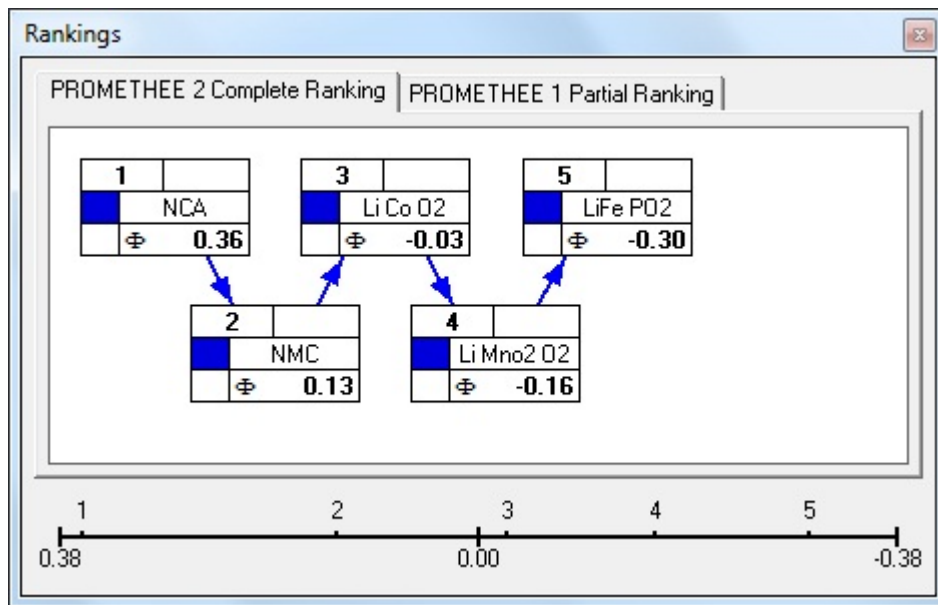 Rankings
PROMETHEE 2 Complete Ranking
PROMETHEE 1 Partial Ranking
1
NCA
Φ 0.36
2
NMC
Φ 0.13
3
Li Co O2
Φ -0.03
4
Li Mno2 O2
Φ -0.16
5
LiFe PO2
Φ -0.30
1 2 3 4 5
0.38 0.00 -0.38